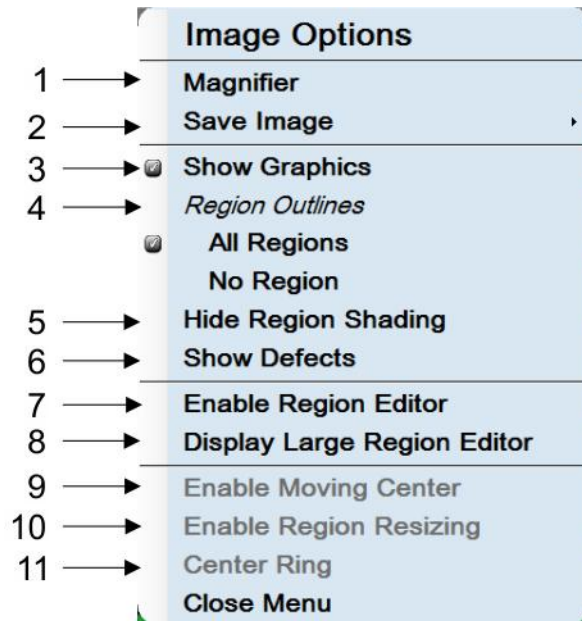 Image Options
1 Magnifier
2 Save Image
3 Show Graphics
4 Region Outlines
All Regions
No Region
5 Hide Region Shading
6 Show Defects
7 Enable Region Editor
8 Display Large Region Editor
9 Enable Moving Center
10 Enable Region Resizing
11 Center Ring
Close Menu